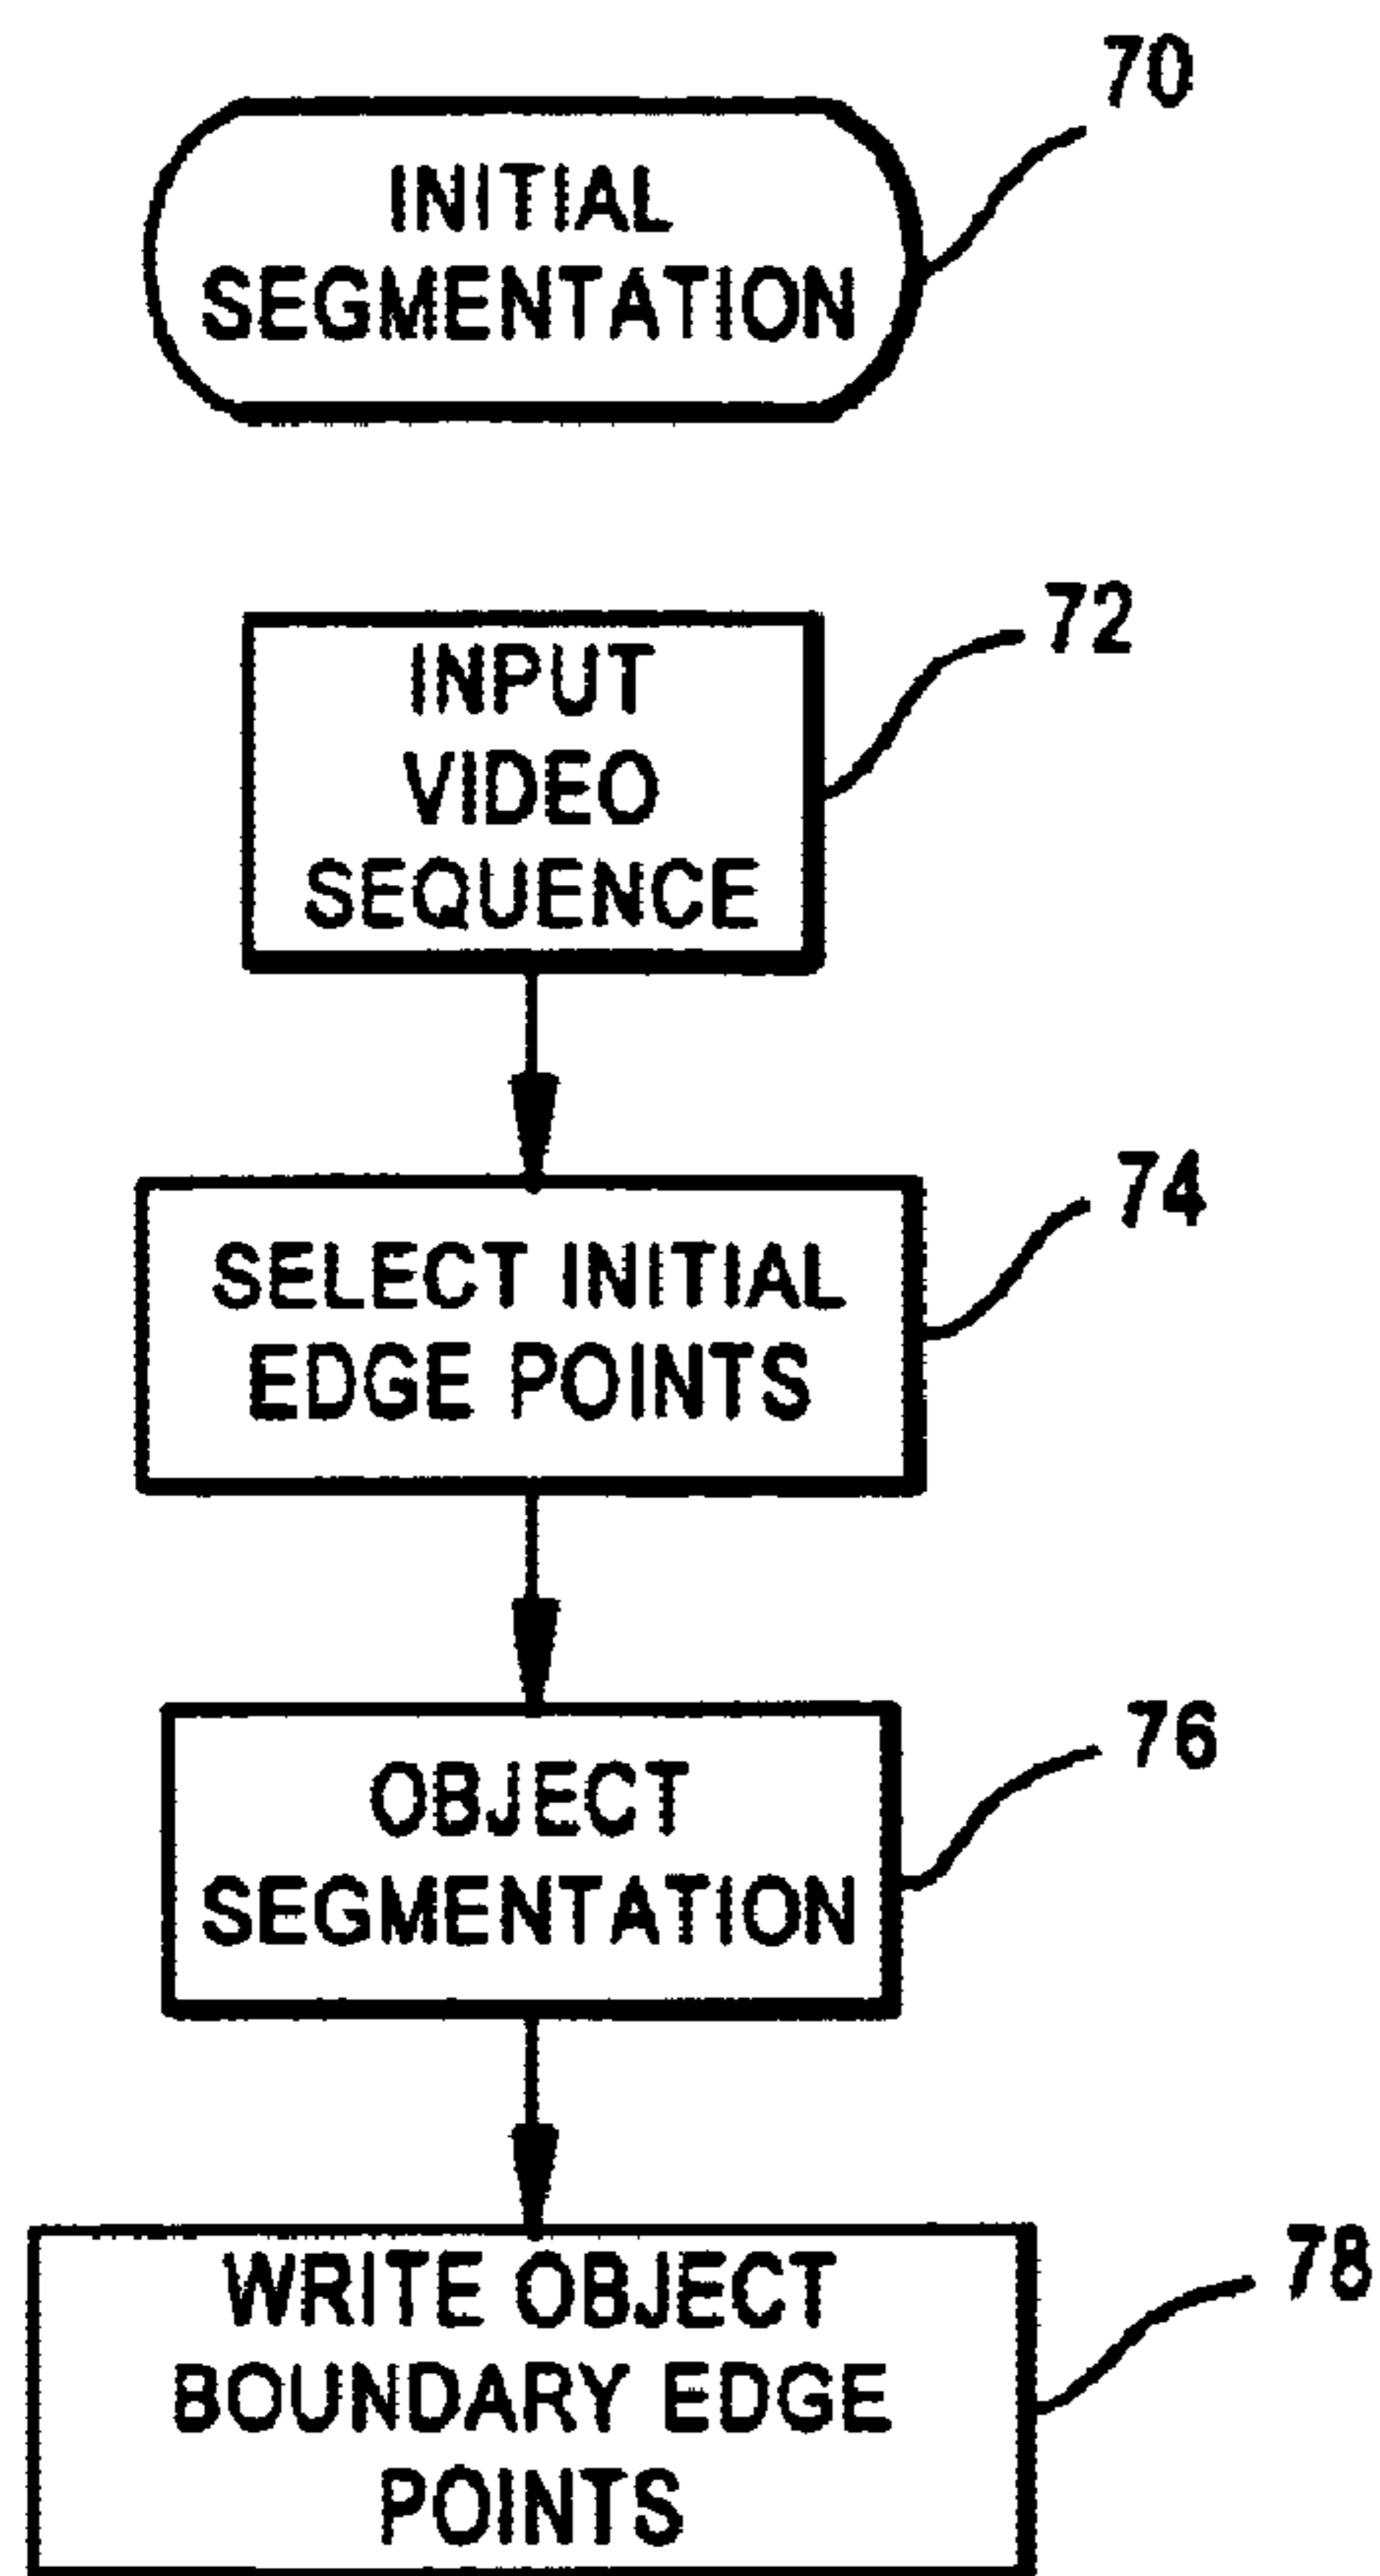 70
INITIAL
SEGMENTATION
72
INPUT
VIDEO
SEQUENCE
74
SELECT INITIAL
EDGE POINTS
76
OBJECT
SEGMENTATION
78
WRITE OBJECT
BOUNDARY EDGE
POINTS